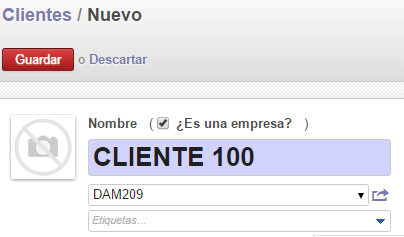 Clientes / Nuevo
Guardar o Descartar
Nombre ( ¿Es una empresa? )
CLIENTE 100
DAM209
Etiquetas...